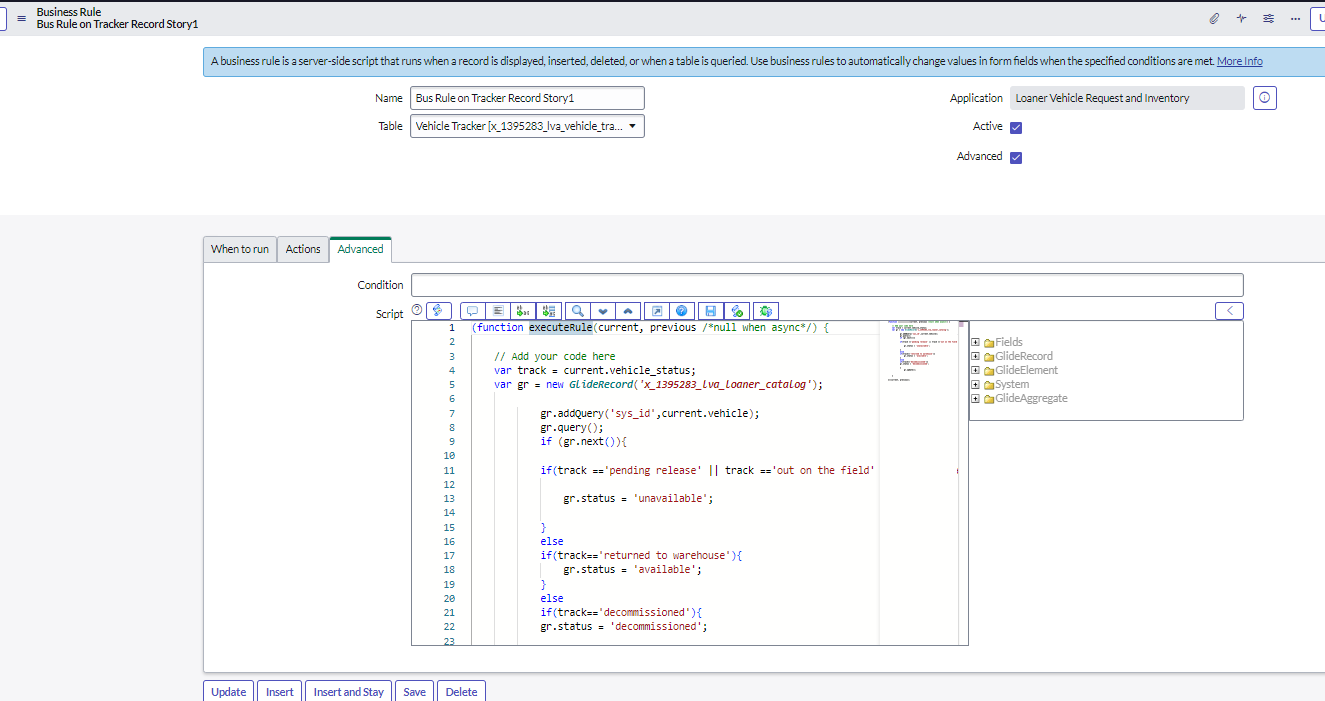 Business Rule
Bus Rule on Tracker Record Story1
A business rule is a server-side script that runs when a record is displayed, inserted, deleted, or when a table is queried. Use business rules to automatically change values in form fields when the specified conditions are met. More Info
Name Bus Rule on Tracker Record Story1
Application Loaner Vehicle Request and Inventory
Table Vehicle Tracker [x_1395283_lva_vehicle_tra...
Active
Advanced
When to run Actions Advanced
Condition
Script
1 (function executeRule(current, previous /*null when async*/) {
2
3 // Add your code here
4 var track = current.vehicle_status;
5 var gr = new GlideRecord('x_1395283_lva_loaner_catalog');
6
7 gr.addQuery('sys_id',current.vehicle);
8 gr.query();
9 if (gr.next()){
10
11 if(track =='pending release' || track =='out on the field'
12
13 gr.status = 'unavailable';
14
15 }
16 else
17 if(track=='returned to warehouse'){
18 gr.status = 'available';
19 }
20 else
21 if(track=='decommissioned'){
22 gr.status = 'decommissioned';
23
Fields
GlideRecord
GlideElement
System
GlideAggregate
Update Insert Insert and Stay Save Delete